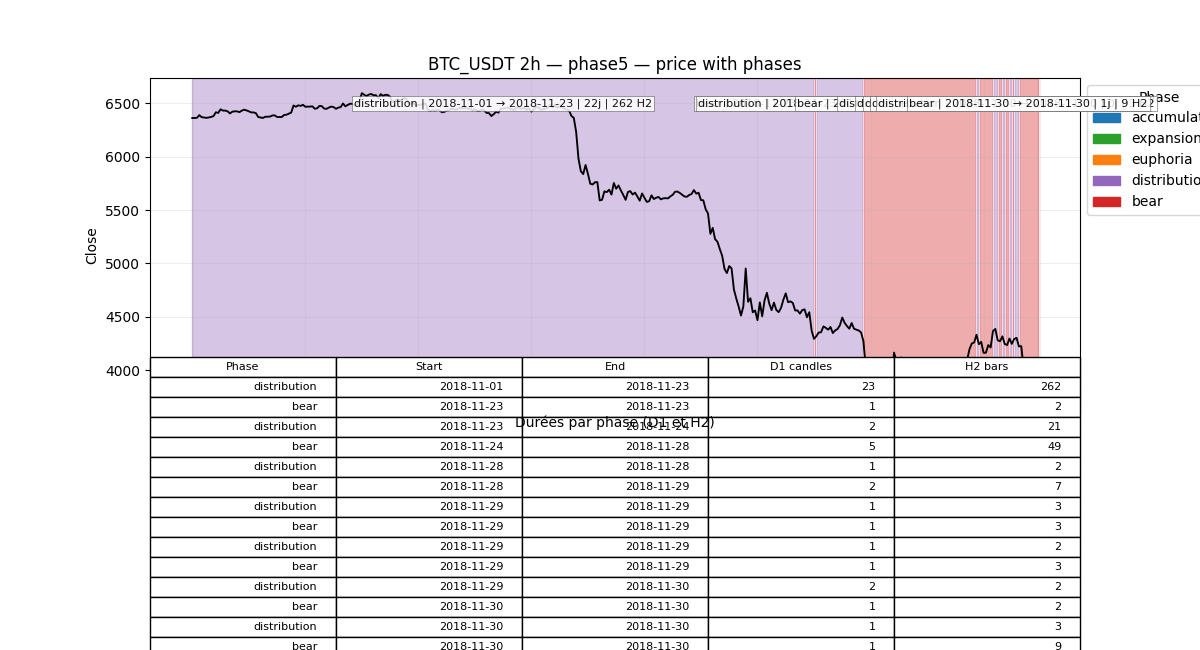 BTC_USDT 2h — phase5 — price with phases
6500
6000
5500
5000
4500
4000
Close
distribution | 2018-11-01 → 2018-11-23 | 22j | 262 H2
distribution | 201
bear | 2
dis
bear | 2018-11-30 → 2018-11-30 | 1j | 9 H2
Phase
accumulat
expansion
euphoria
distributio
bear
Phase Start End D1 candles H2 bars
distribution 2018-11-01 2018-11-23 23 262
bear 2018-11-23 2018-11-23 1 2
Durées par phase (D1 et H2)
distribution 2018-11-23 2018-11-24 2 21
bear 2018-11-24 2018-11-28 5 49
distribution 2018-11-28 2018-11-28 1 2
bear 2018-11-28 2018-11-29 2 7
distribution 2018-11-29 2018-11-29 1 3
bear 2018-11-29 2018-11-29 1 3
distribution 2018-11-29 2018-11-29 1 2
bear 2018-11-29 2018-11-29 1 3
distribution 2018-11-29 2018-11-30 2 2
bear 2018-11-30 2018-11-30 1 2
distribution 2018-11-30 2018-11-30 1 3
bear 2018-11-30 2018-11-30 1 9